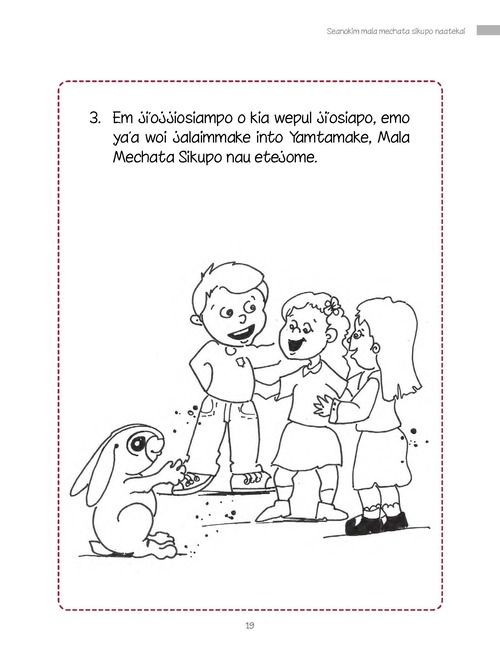 Seanokim mala mechata sikupo naatekai
3. Em ji'ojjiosiampo o kia wepul ji'osiapo, emo
ya'a woi jalaimmake into Yamtamake, Mala
Mechata Sikupo nau etejome.
19